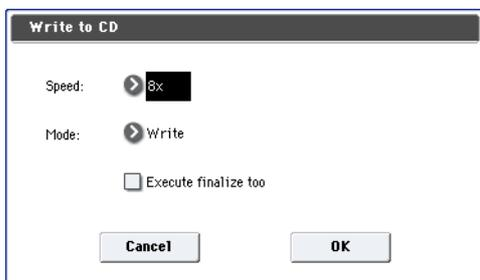 Write to CD
Speed: 8x
Mode: Write
Execute finalize too
Cancel OK